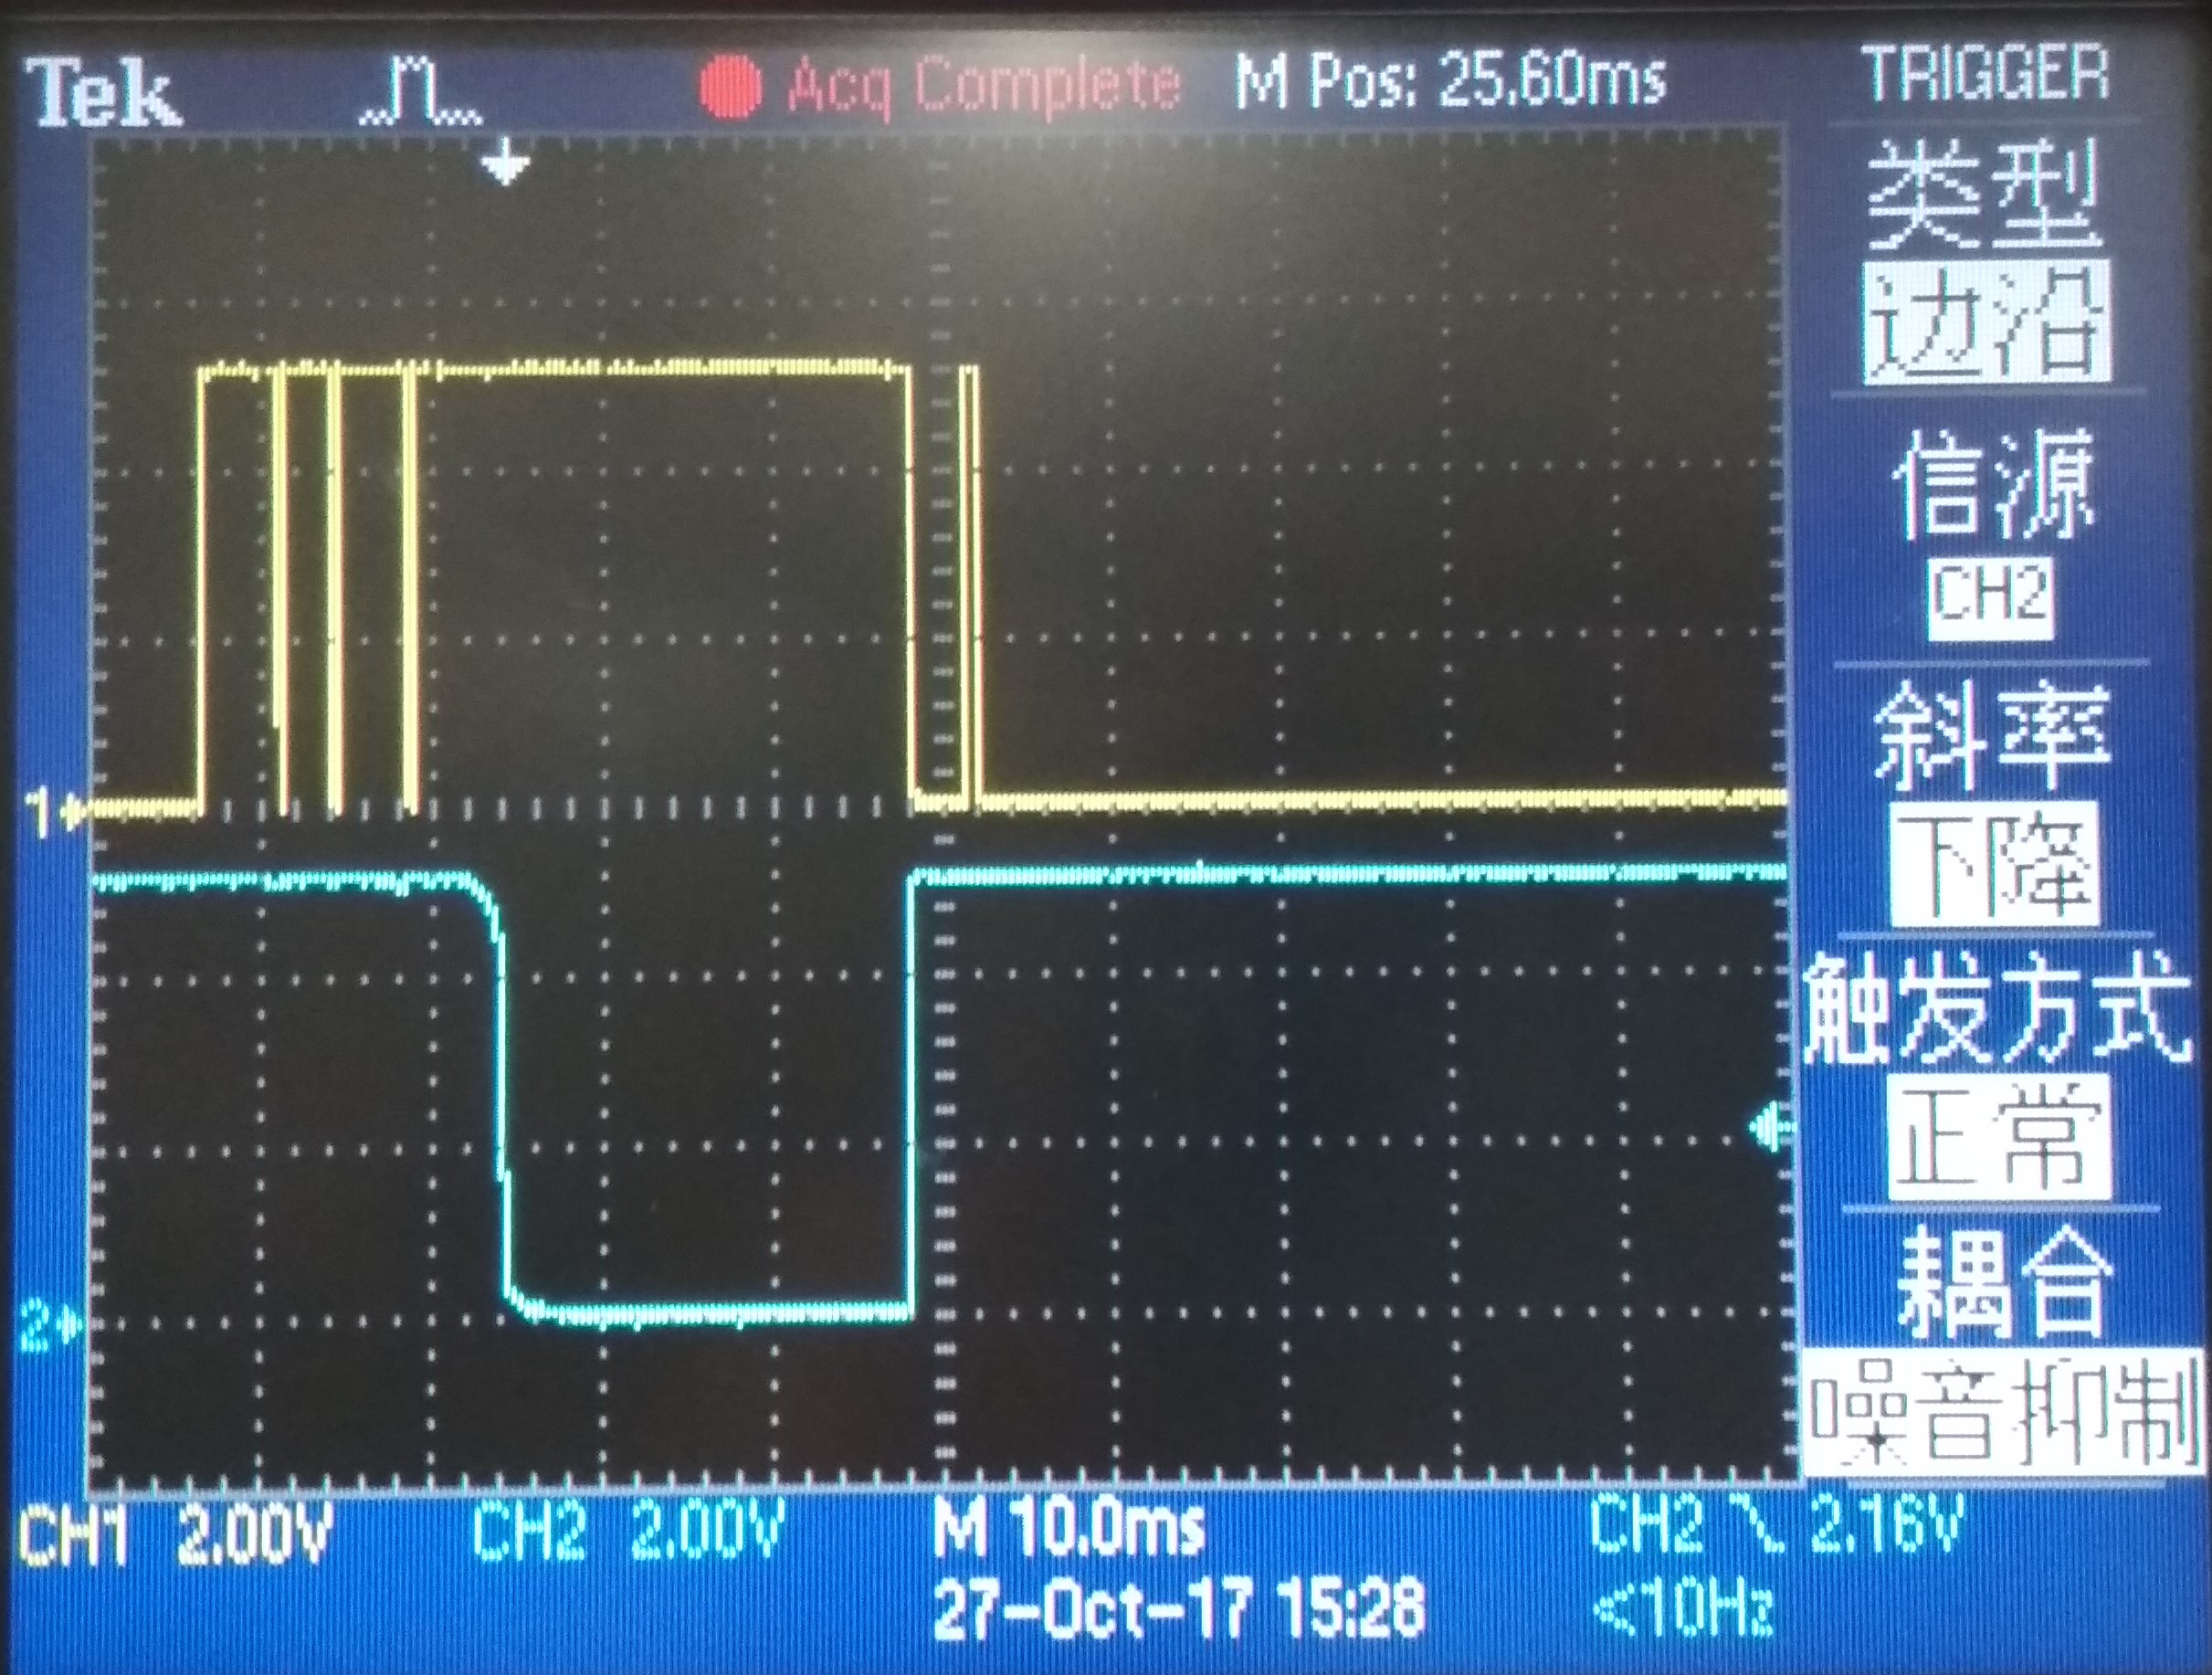 Tek Acq Complete M Pos: 25.60ms TRIGGER
类型
边沿
信源
CH2
斜率
下降
触发方式
正常
耦合
噪音抑制
1
2
CH1 2.00V CH2 2.00V M 10.0ms CH2 2.16V
27-Oct-17 15:28 <10Hz